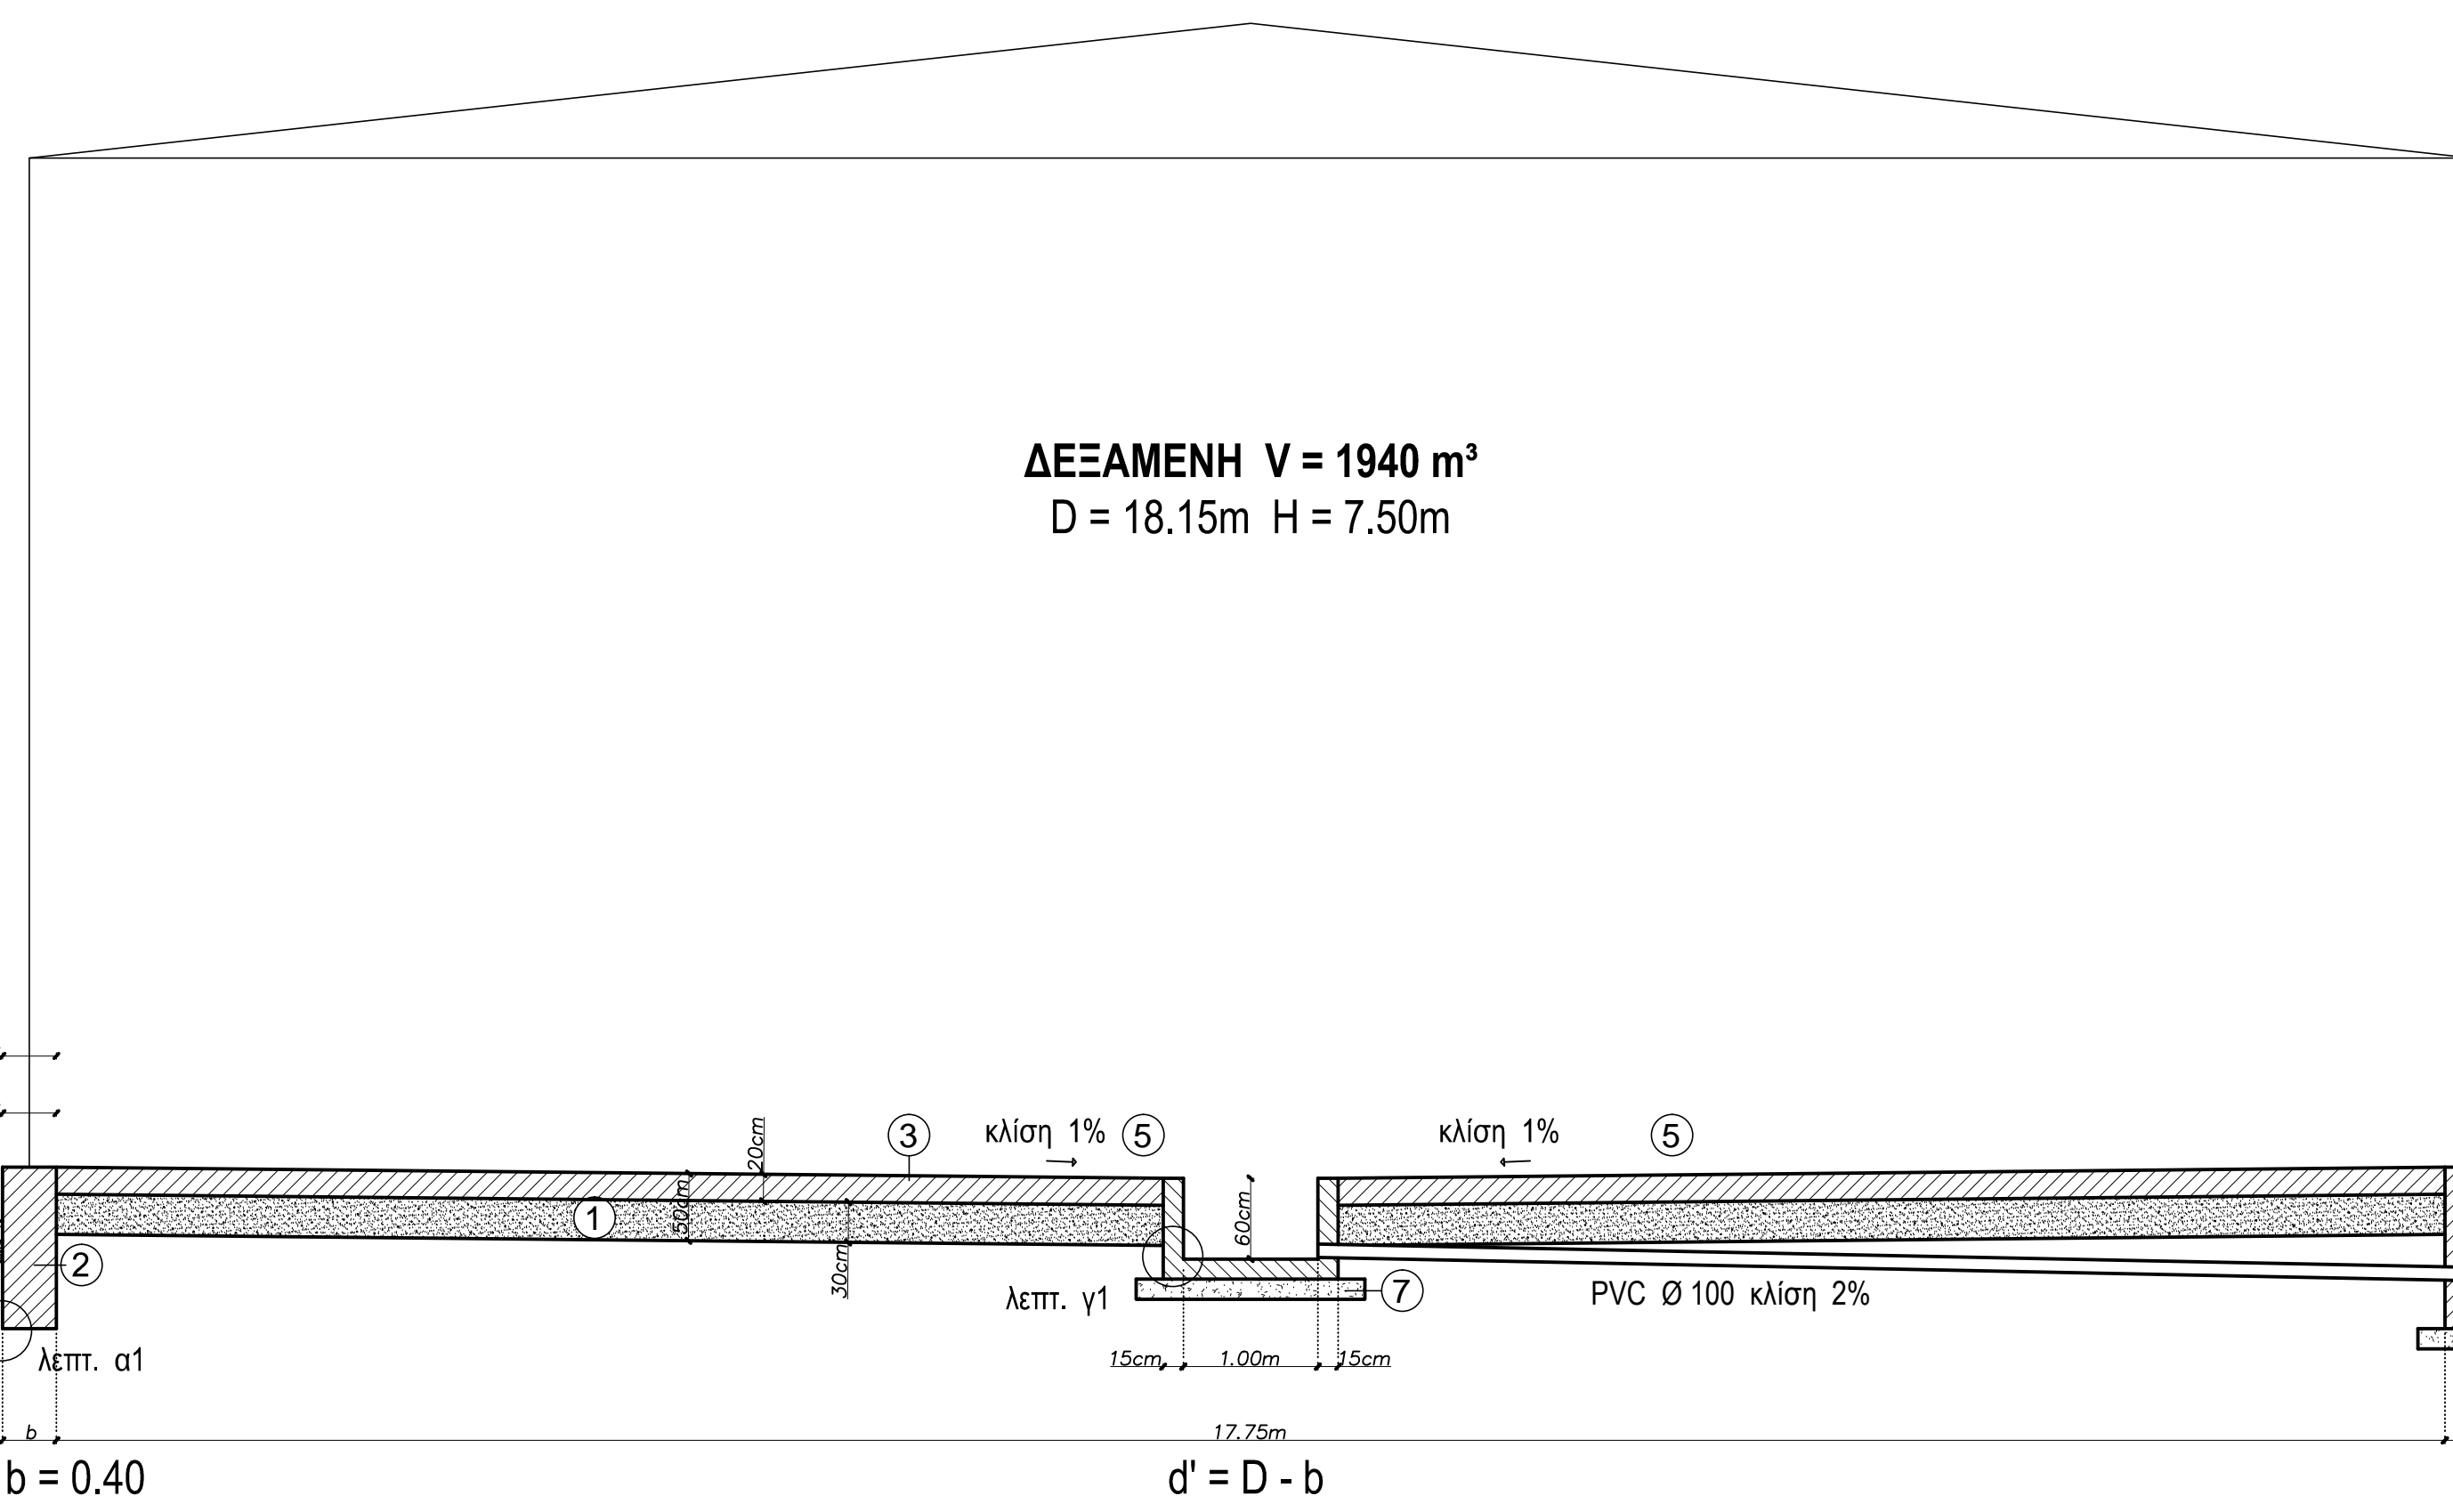 ΔΕΞΑΜΕΝΗ V = 1940 m³
D = 18.15m H = 7.50m
20cm
3
κλίση 1%
5
κλίση 1%
5
1
50cm
60cm
2
30cm
λεπτ. γ1
7
PVC Ø 100 κλίση 2%
λεπτ. α1
15cm
1.00m
15cm
b
17.75m
b = 0.40
d' = D - b